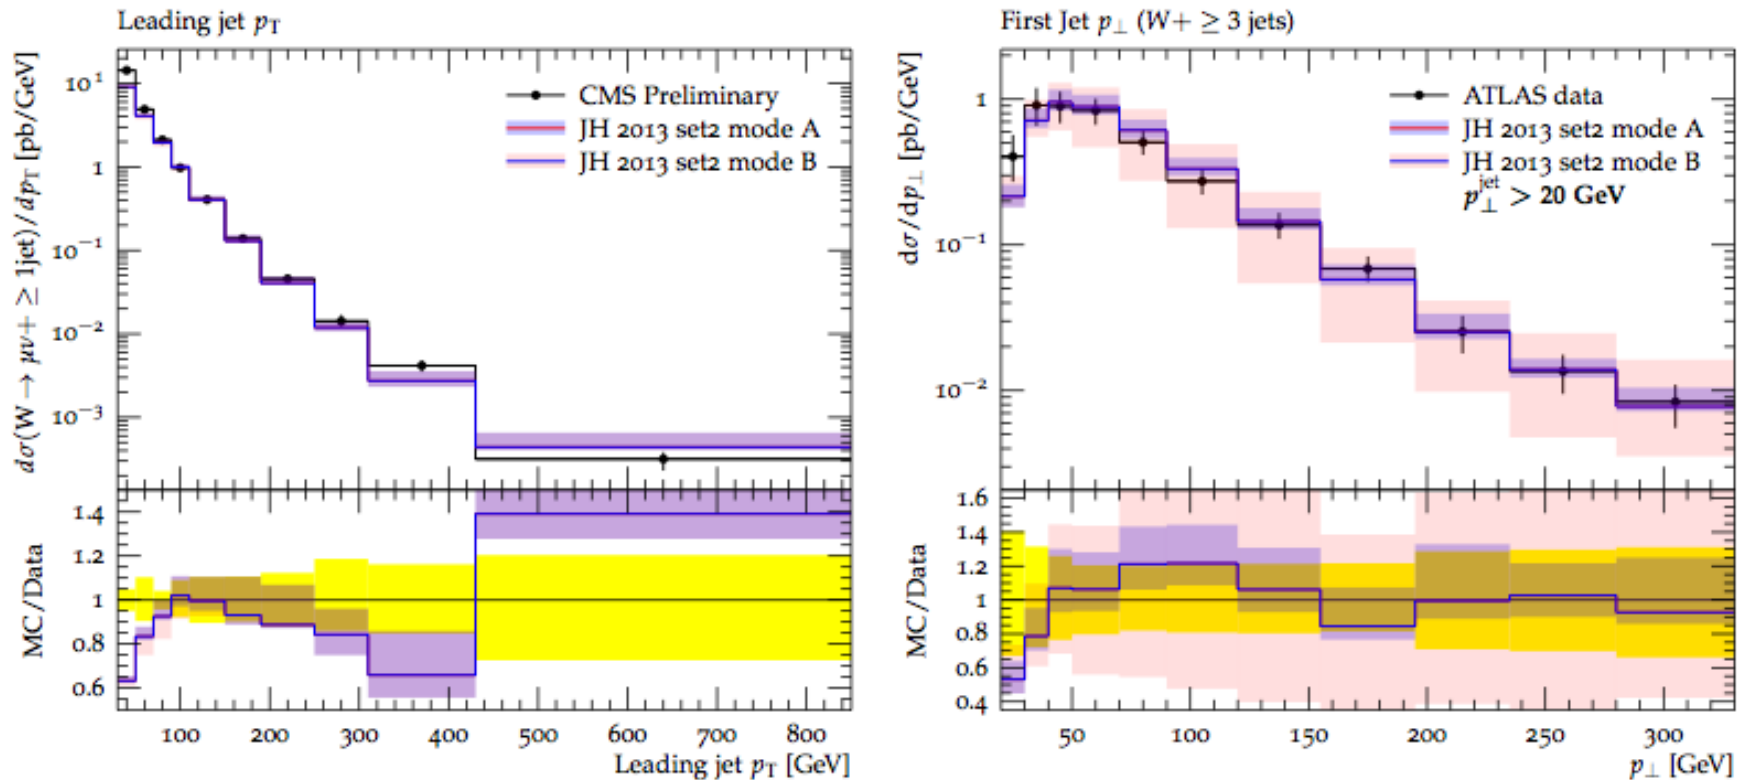 Leading jet pT
dσ(W → μν+ ≥ 1jet)/dpT [pb/GeV]
10^1
1
10^−1
10^−2
10^−3
CMS Preliminary
JH 2013 set2 mode A
JH 2013 set2 mode B
MC/Data
1.4
1.2
1
0.8
0.6
100 200 300 400 500 600 700 800
Leading jet pT [GeV]
First Jet p⊥ (W+ ≥ 3 jets)
dσ/dp⊥ [pb/GeV]
1
10^−1
10^−2
ATLAS data
JH 2013 set2 mode A
JH 2013 set2 mode B
p⊥^jet > 20 GeV
MC/Data
1.6
1.4
1.2
1
0.8
0.6
0.4
50 100 150 200 250 300
p⊥ [GeV]